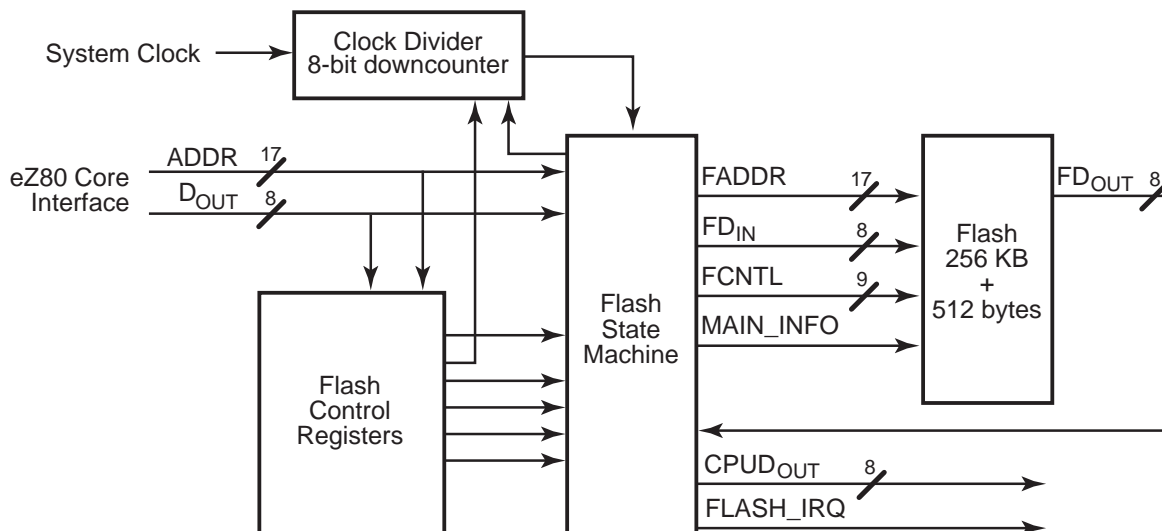 System Clock
Clock Divider
8-bit downcounter
eZ80 Core
Interface
ADDR
17
DOUT
8
Flash
Control
Registers
Flash
State
Machine
FADDR
17
FDIN
8
FCNTL
9
MAIN_INFO
Flash
256 KB
+
512 bytes
FDOUT
8
CPUDOUT
8
FLASH_IRQ